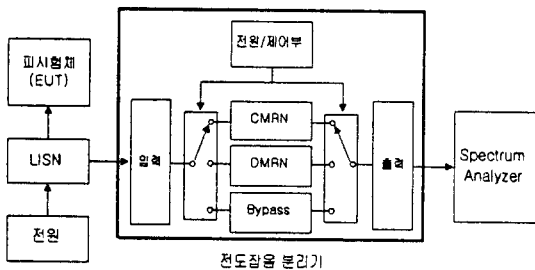 피시험체
(EUT)
LISN
전원
전원/제어부
입력
CMRN
DMRN
Bypass
출력
Spectrum
Analyzer
전도잡음 분리기